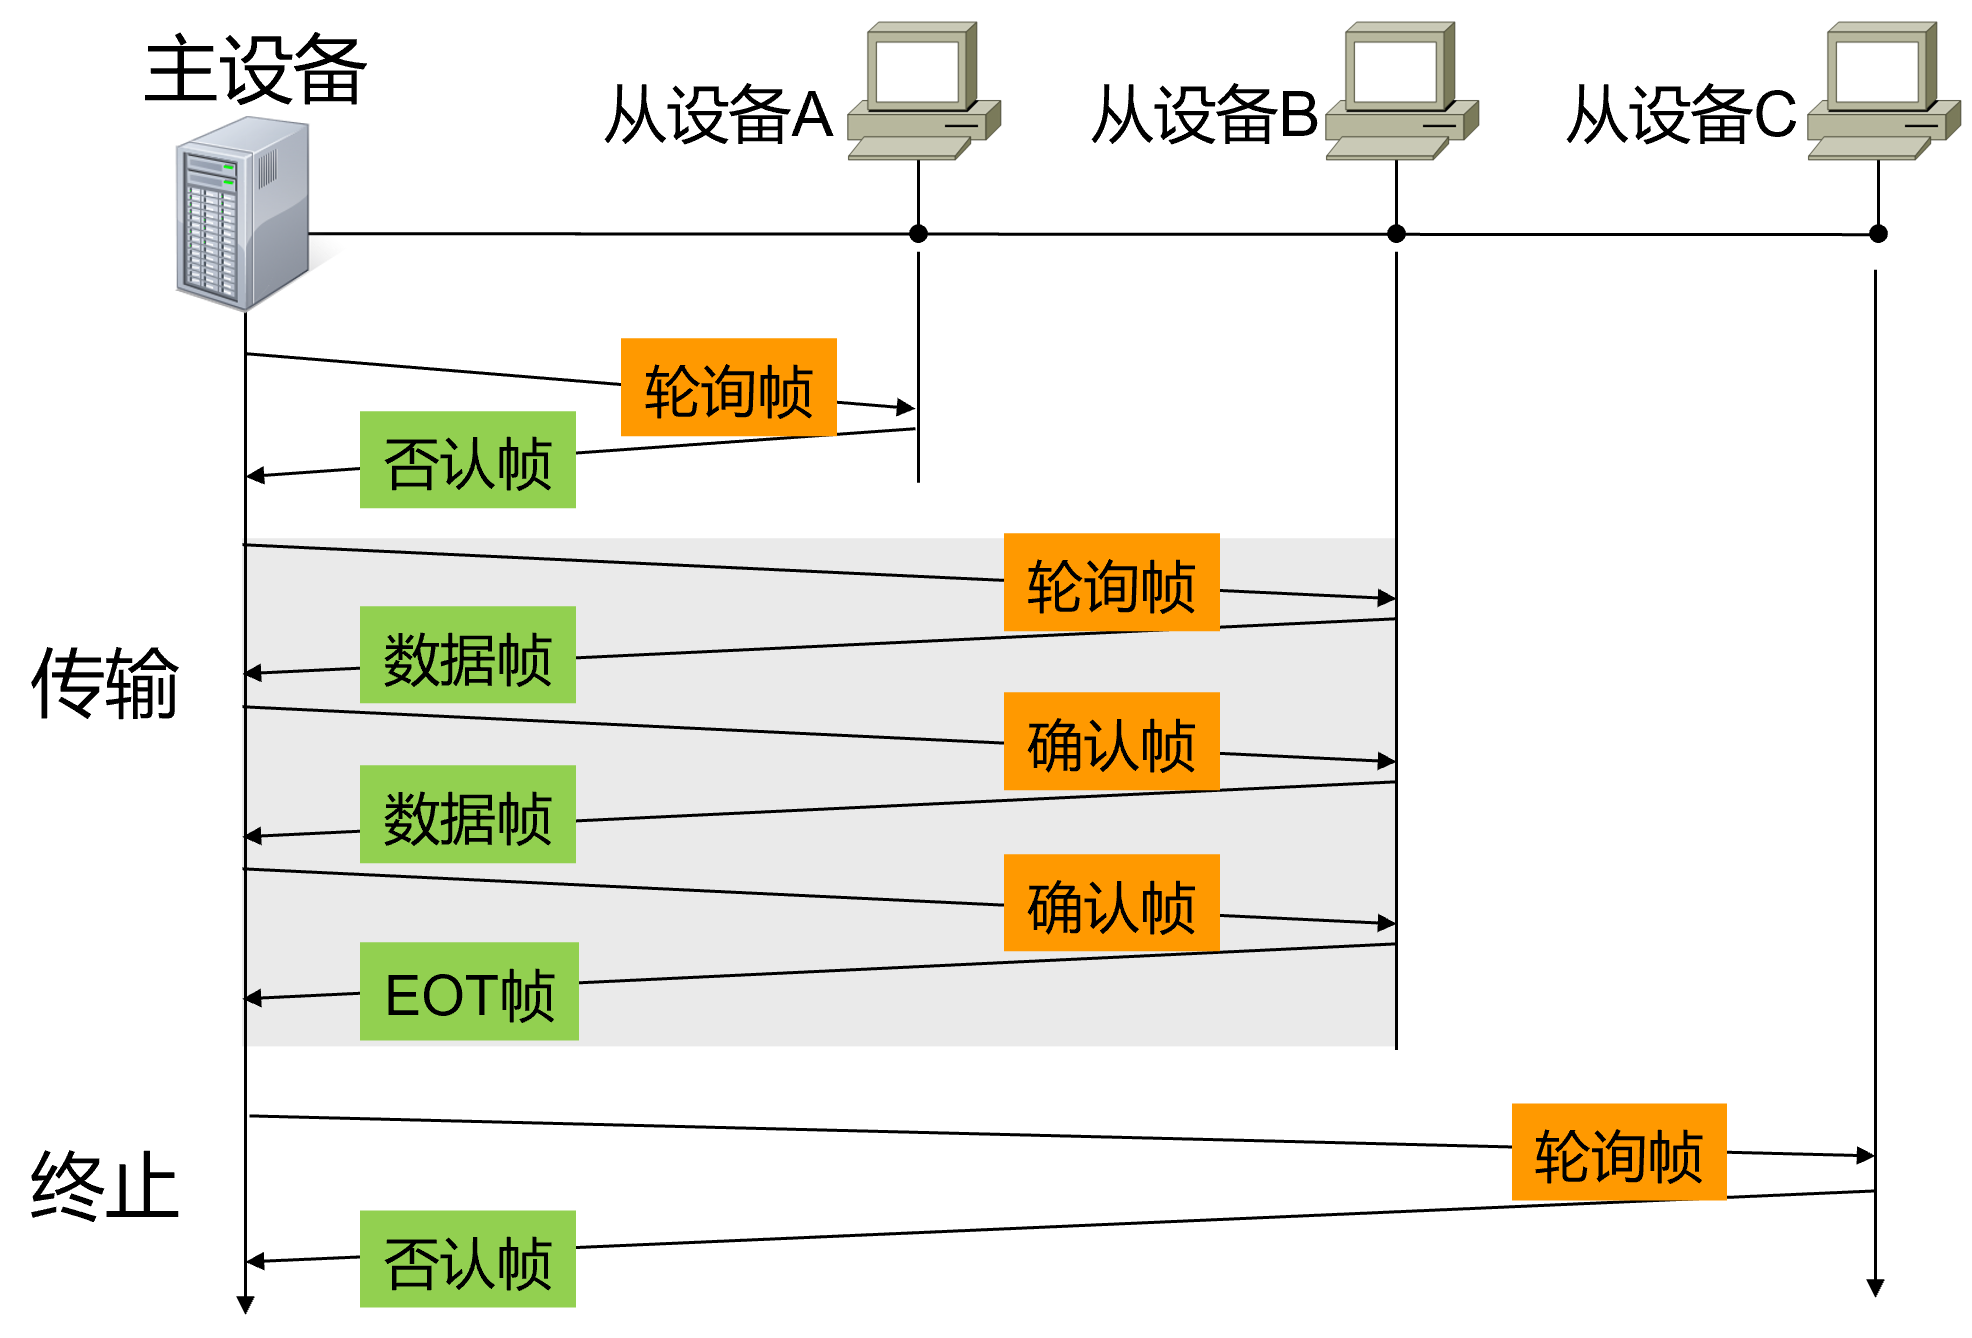 主设备
从设备A
从设备B
从设备C
轮询帧
否认帧
轮询帧
数据帧
传输
确认帧
数据帧
确认帧
EOT帧
轮询帧
终止
否认帧